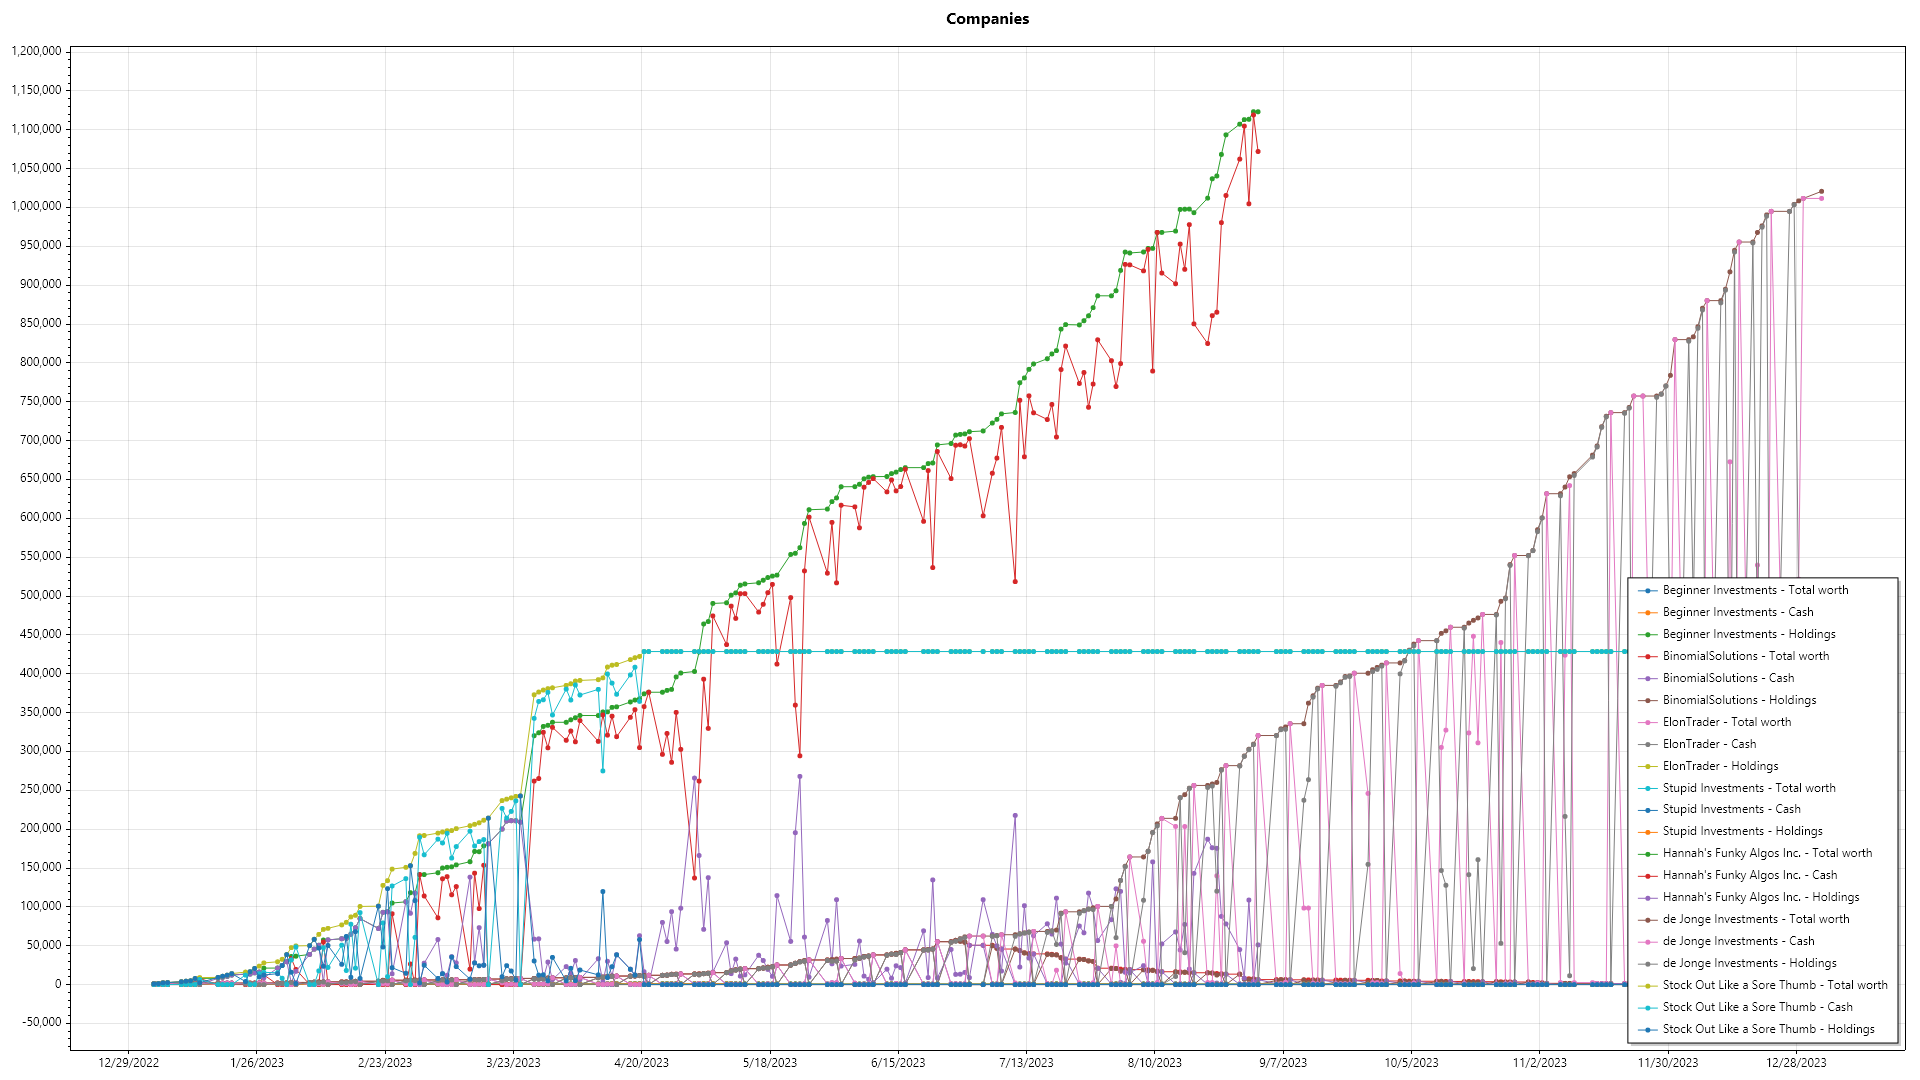 Companies
1,200,000
1,150,000
1,100,000
1,050,000
1,000,000
950,000
900,000
850,000
800,000
750,000
700,000
650,000
600,000
550,000
500,000
450,000
400,000
350,000
300,000
250,000
200,000
150,000
100,000
50,000
0
-50,000
12/29/2022 1/26/2023 2/23/2023 3/23/2023 4/20/2023 5/18/2023 6/15/2023 7/13/2023 8/10/2023 9/7/2023 10/5/2023 11/2/2023 11/30/2023 12/28/2023
Beginner Investments - Total worth
Beginner Investments - Cash
Beginner Investments - Holdings
BinomialSolutions - Total worth
BinomialSolutions - Cash
BinomialSolutions - Holdings
ElonTrader - Total worth
ElonTrader - Cash
ElonTrader - Holdings
Stupid Investments - Total worth
Stupid Investments - Cash
Stupid Investments - Holdings
Hannah's Funky Algos Inc. - Total worth
Hannah's Funky Algos Inc. - Cash
Hannah's Funky Algos Inc. - Holdings
de Jonge Investments - Total worth
de Jonge Investments - Cash
de Jonge Investments - Holdings
Stock Out Like a Sore Thumb - Total worth
Stock Out Like a Sore Thumb - Cash
Stock Out Like a Sore Thumb - Holdings